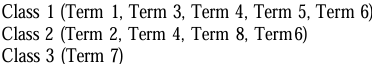 Class 1 (Term 1, Term 3, Term 4, Term 5, Term 6)
Class 2 (Term 2, Term 4, Term 8, Term6)
Class 3 (Term 7)